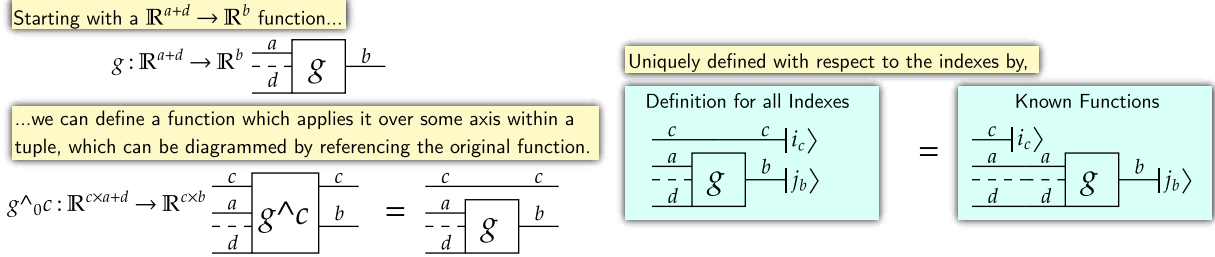 Starting with a ℝ^{a+d} → ℝ^b function...
g : ℝ^{a+d} → ℝ^b
a
d
g
b
...we can define a function which applies it over some axis within a
tuple, which can be diagrammed by referencing the original function.
g^₀c : ℝ^{c×a+d} → ℝ^{c×b}
c
a
d
g^c
c
b
=
c
a
d
g
c
b
Uniquely defined with respect to the indexes by,
Definition for all Indexes
c c |i_c⟩
a
d
g
b |j_b⟩
=
Known Functions
c |i_c⟩
a a
d d
g
b |j_b⟩